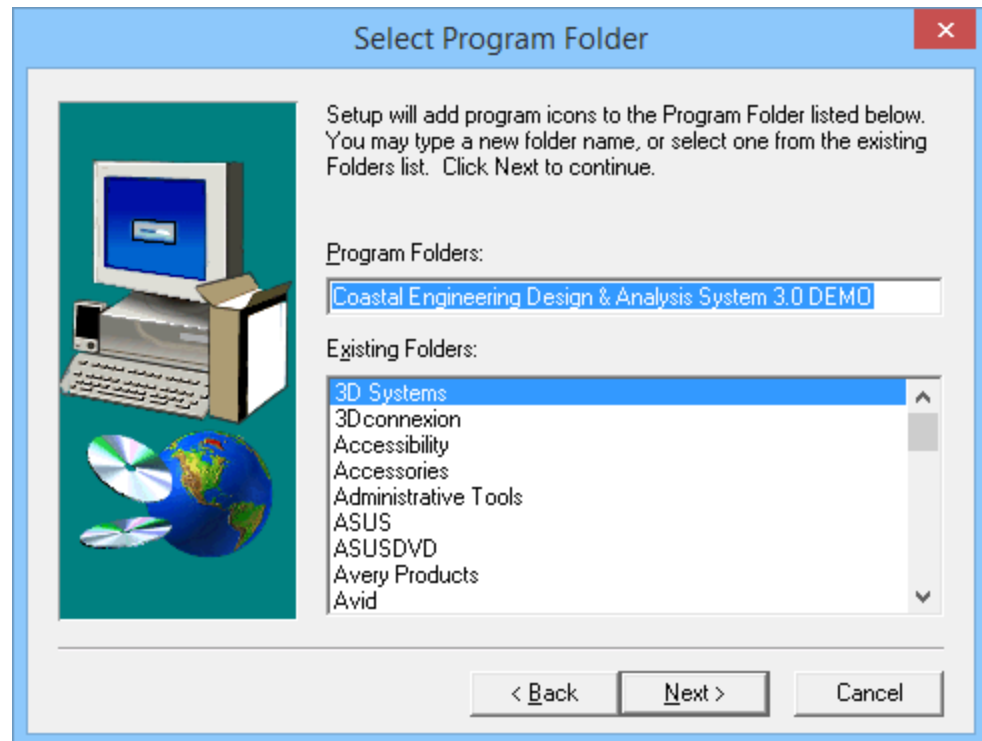 Select Program Folder
Setup will add program icons to the Program Folder listed below.
You may type a new folder name, or select one from the existing
Folders list.  Click Next to continue.
Program Folders:
Coastal Engineering Design & Analysis System 3.0 DEMO
Existing Folders:
3D Systems
3Dconnexion
Accessibility
Accessories
Administrative Tools
ASUS
ASUSDVD
Avery Products
Avid
< Back
Next >
Cancel